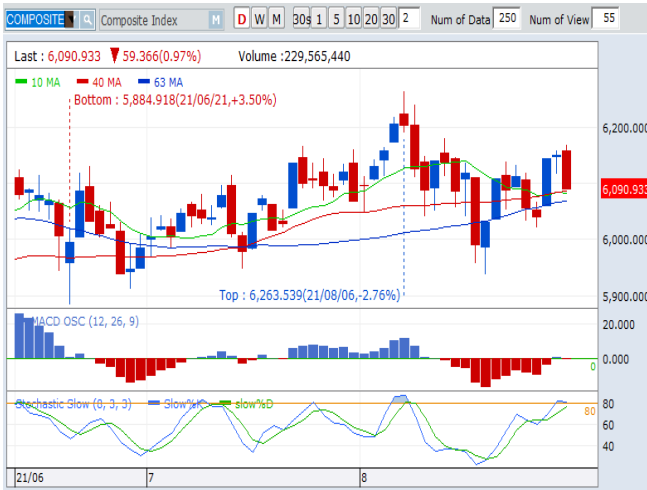 COMPOSITE Composite Index M D W M 30s 1 5 10 20 30 2 Num of Data 250 Num of View 55
Last : 6,090.933 ▼ 59.366(0.97%) Volume :229,565,440
10 MA 40 MA 63 MA
Bottom : 5,884.918(21/06/21,+3.50%)
6,200.000
6,090.933
6,000.000
Top : 6,263.539(21/08/06,-2.76%)
5,900.000
MACD OSC (12, 26, 9)
20.000
0.000
0
Stochastic Slow (8, 3, 3) Slow%K slow%D
80
80
60
40
21/06 7 8